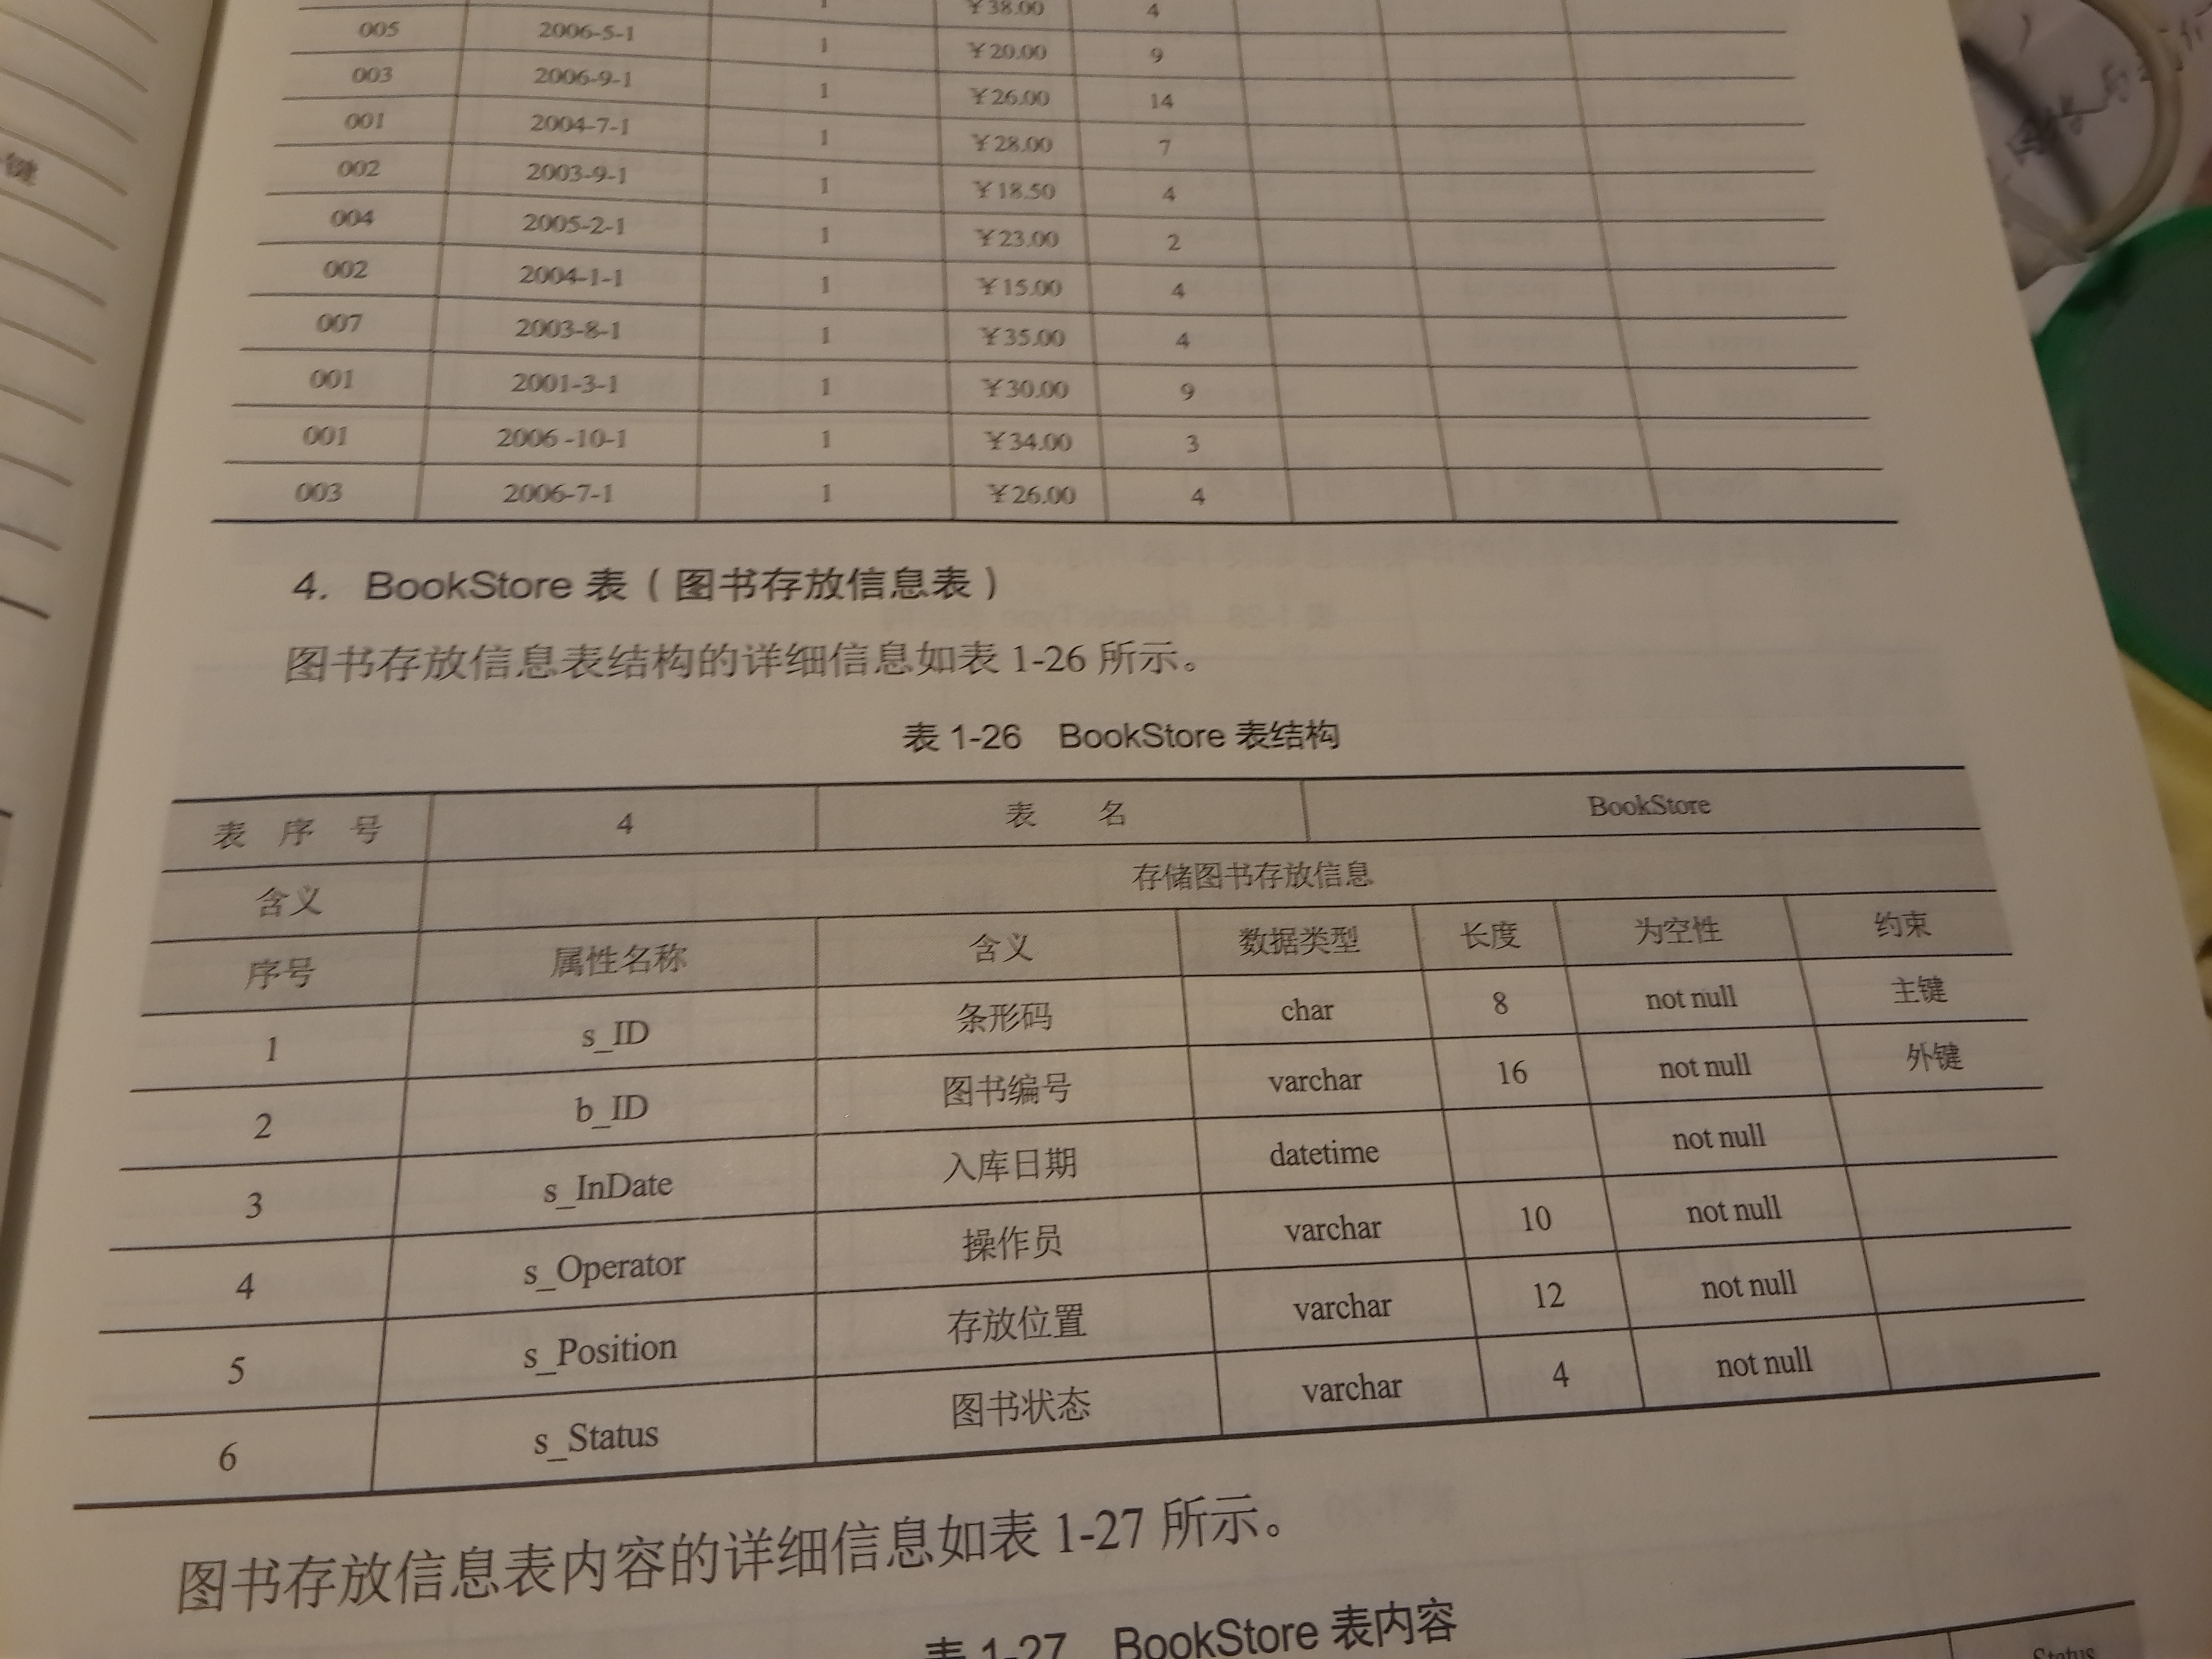 键
1 ¥38.00 4
005 2006-5-1 1 ¥20.00 9
003 2006-9-1 1 ¥26.00 14
001 2004-7-1 1 ¥28.00 7
002 2003-9-1 1 ¥18.50 4
004 2005-2-1 1 ¥23.00 2
002 2004-1-1 1 ¥15.00 4
007 2003-8-1 1 ¥35.00 4
001 2001-3-1 1 ¥30.00 9
001 2006-10-1 1 ¥34.00 3
003 2006-7-1 1 ¥26.00 4
4. BookStore 表（图书存放信息表）
图书存放信息表结构的详细信息如表 1-26 所示。
表 1-26 BookStore 表结构
表 序 号 4 表 名 BookStore
含义 存储图书存放信息
序号 属性名称 含义 数据类型 长度 为空性 约束
1 s_ID 条形码 char 8 not null 主键
2 b_ID 图书编号 varchar 16 not null 外键
3 s_InDate 入库日期 datetime not null
4 s_Operator 操作员 varchar 10 not null
5 s_Position 存放位置 varchar 12 not null
6 s_Status 图书状态 varchar 4 not null
图书存放信息表内容的详细信息如表 1-27 所示。
表 1-27 BookStore 表内容
Status